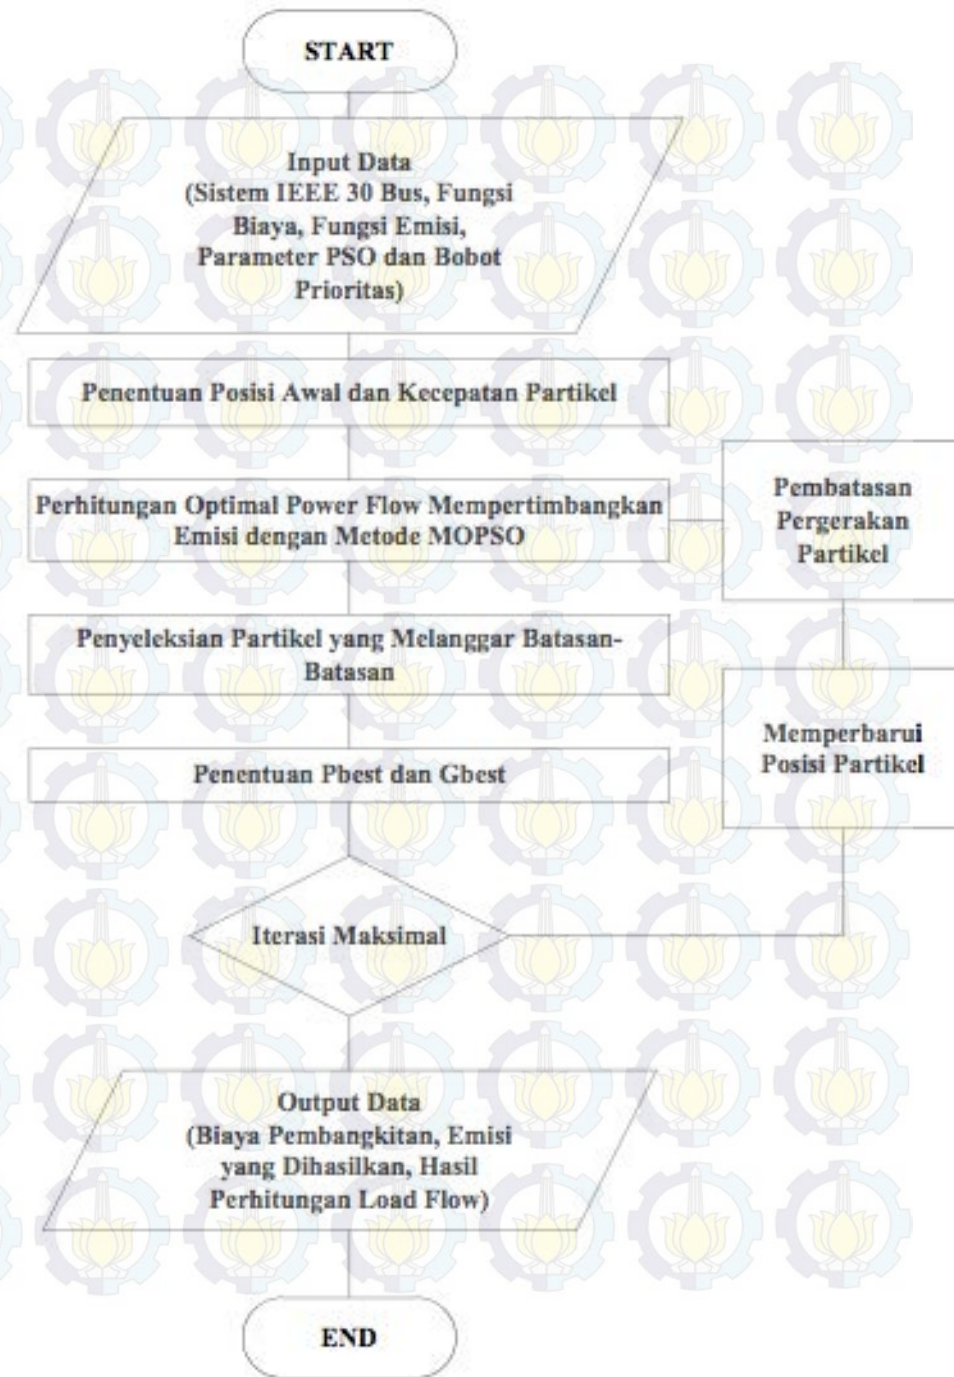 START
Input Data
(Sistem IEEE 30 Bus, Fungsi
Biaya, Fungsi Emisi,
Parameter PSO dan Bobot
Prioritas)
Penentuan Posisi Awal dan Kecepatan Partikel
Perhitungan Optimal Power Flow Mempertimbangkan
Emisi dengan Metode MOPSO
Pembatasan
Pergerakan
Partikel
Penyeleksian Partikel yang Melanggar Batasan-
Batasan
Memperbarui
Posisi Partikel
Penentuan Pbest dan Gbest
Iterasi Maksimal
Output Data
(Biaya Pembangkitan, Emisi
yang Dihasilkan, Hasil
Perhitungan Load Flow)
END